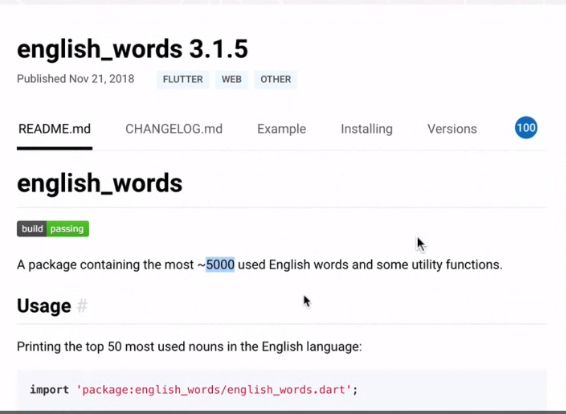 english_words 3.1.5
Published Nov 21, 2018 FLUTTER WEB OTHER
README.md CHANGELOG.md Example Installing Versions 100
english_words
build passing
A package containing the most ~5000 used English words and some utility functions.
Usage #
Printing the top 50 most used nouns in the English language:
import 'package:english_words/english_words.dart';